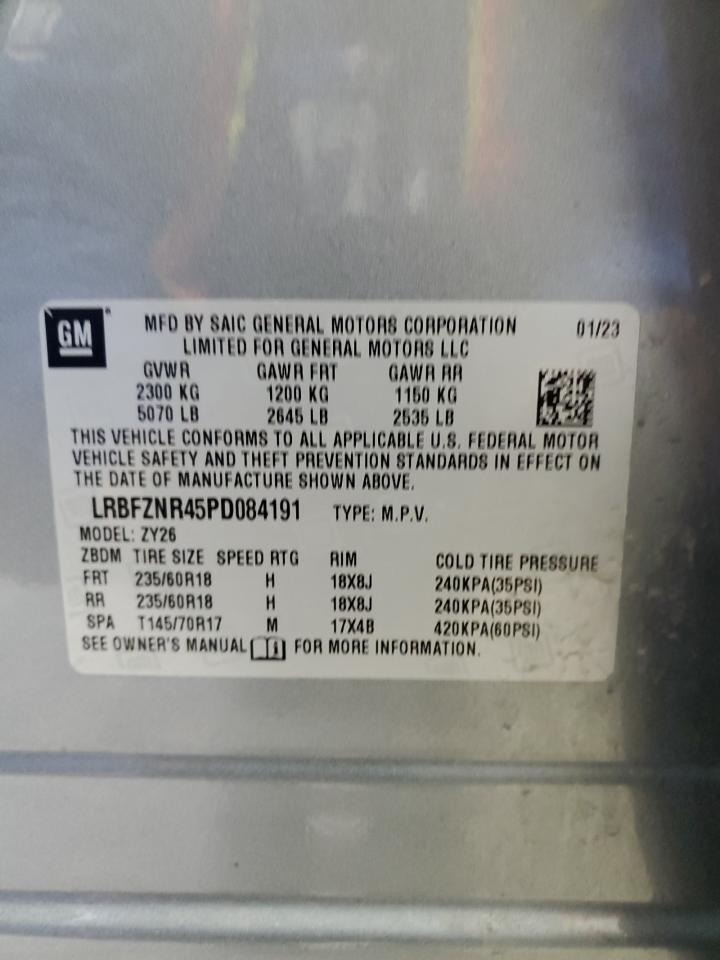 GM
MFD BY SAIC GENERAL MOTORS CORPORATION 01/23
LIMITED FOR GENERAL MOTORS LLC
GVWR GAWR FRT GAWR RR
2300 KG 1200 KG 1150 KG
5070 LB 2645 LB 2535 LB
THIS VEHICLE CONFORMS TO ALL APPLICABLE U.S. FEDERAL MOTOR
VEHICLE SAFETY AND THEFT PREVENTION STANDARDS IN EFFECT ON
THE DATE OF MANUFACTURE SHOWN ABOVE.
LRBFZNR45PD084191 TYPE: M.P.V.
MODEL: ZY26
ZBDM TIRE SIZE SPEED RTG RIM COLD TIRE PRESSURE
FRT 235/60R18 H 18X8J 240KPA(35PSI)
RR 235/60R18 H 18X8J 240KPA(35PSI)
SPA T145/70R17 M 17X4B 420KPA(60PSI)
SEE OWNER'S MANUAL FOR MORE INFORMATION.